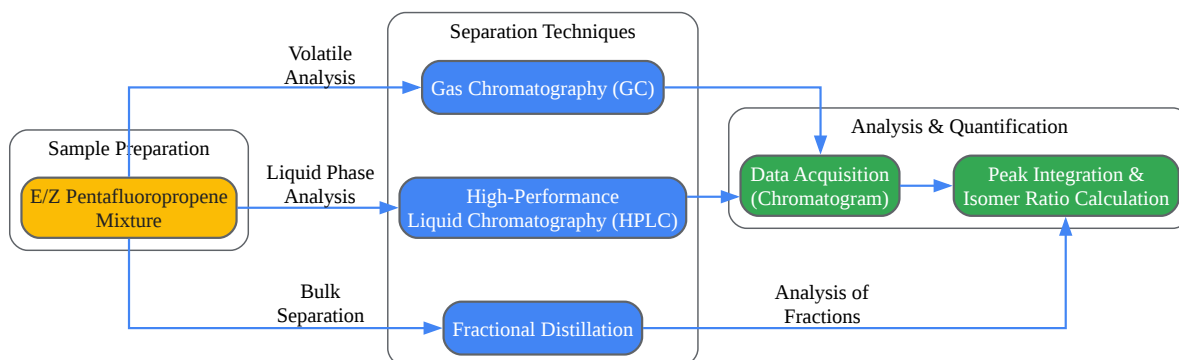 Separation Techniques
Volatile
Analysis
Gas Chromatography (GC)
Analysis & Quantification
Sample Preparation
E/Z Pentafluoropropene
Mixture
Liquid Phase
Analysis
High-Performance
Liquid Chromatography (HPLC)
Data Acquisition
(Chromatogram)
Peak Integration &
Isomer Ratio Calculation
Bulk
Separation
Fractional Distillation
Analysis of
Fractions